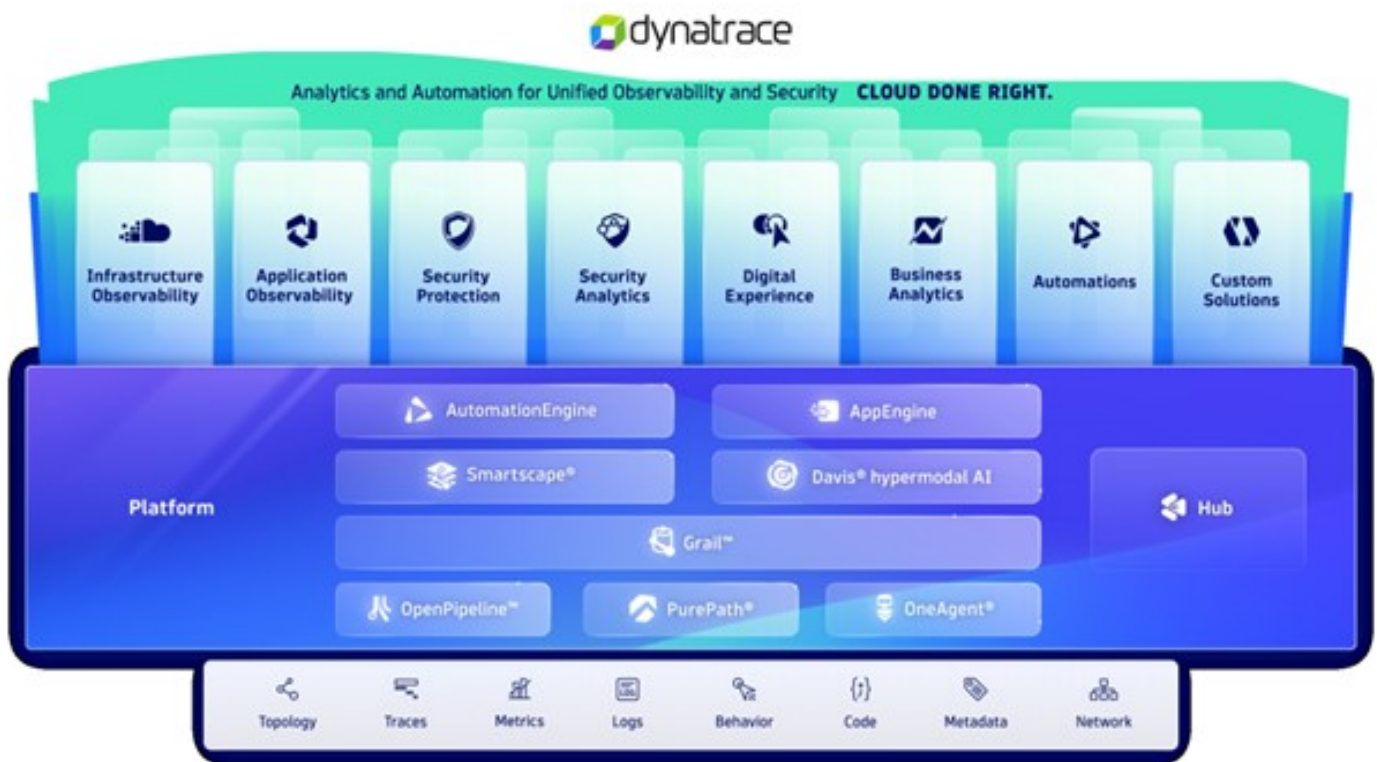 dynatrace
Analytics and Automation for Unified Observability and Security CLOUD DONE RIGHT.
Infrastructure
Observability
Application
Observability
Security
Protection
Security
Analytics
Digital
Experience
Business
Analytics
Automations
Custom
Solutions
Platform
AutomationEngine
AppEngine
Smartscape®
Davis® hypermodal AI
Hub
Grail™
OpenPipeline™
PurePath®
OneAgent®
Topology
Traces
Metrics
Logs
Behavior
Code
Metadata
Network